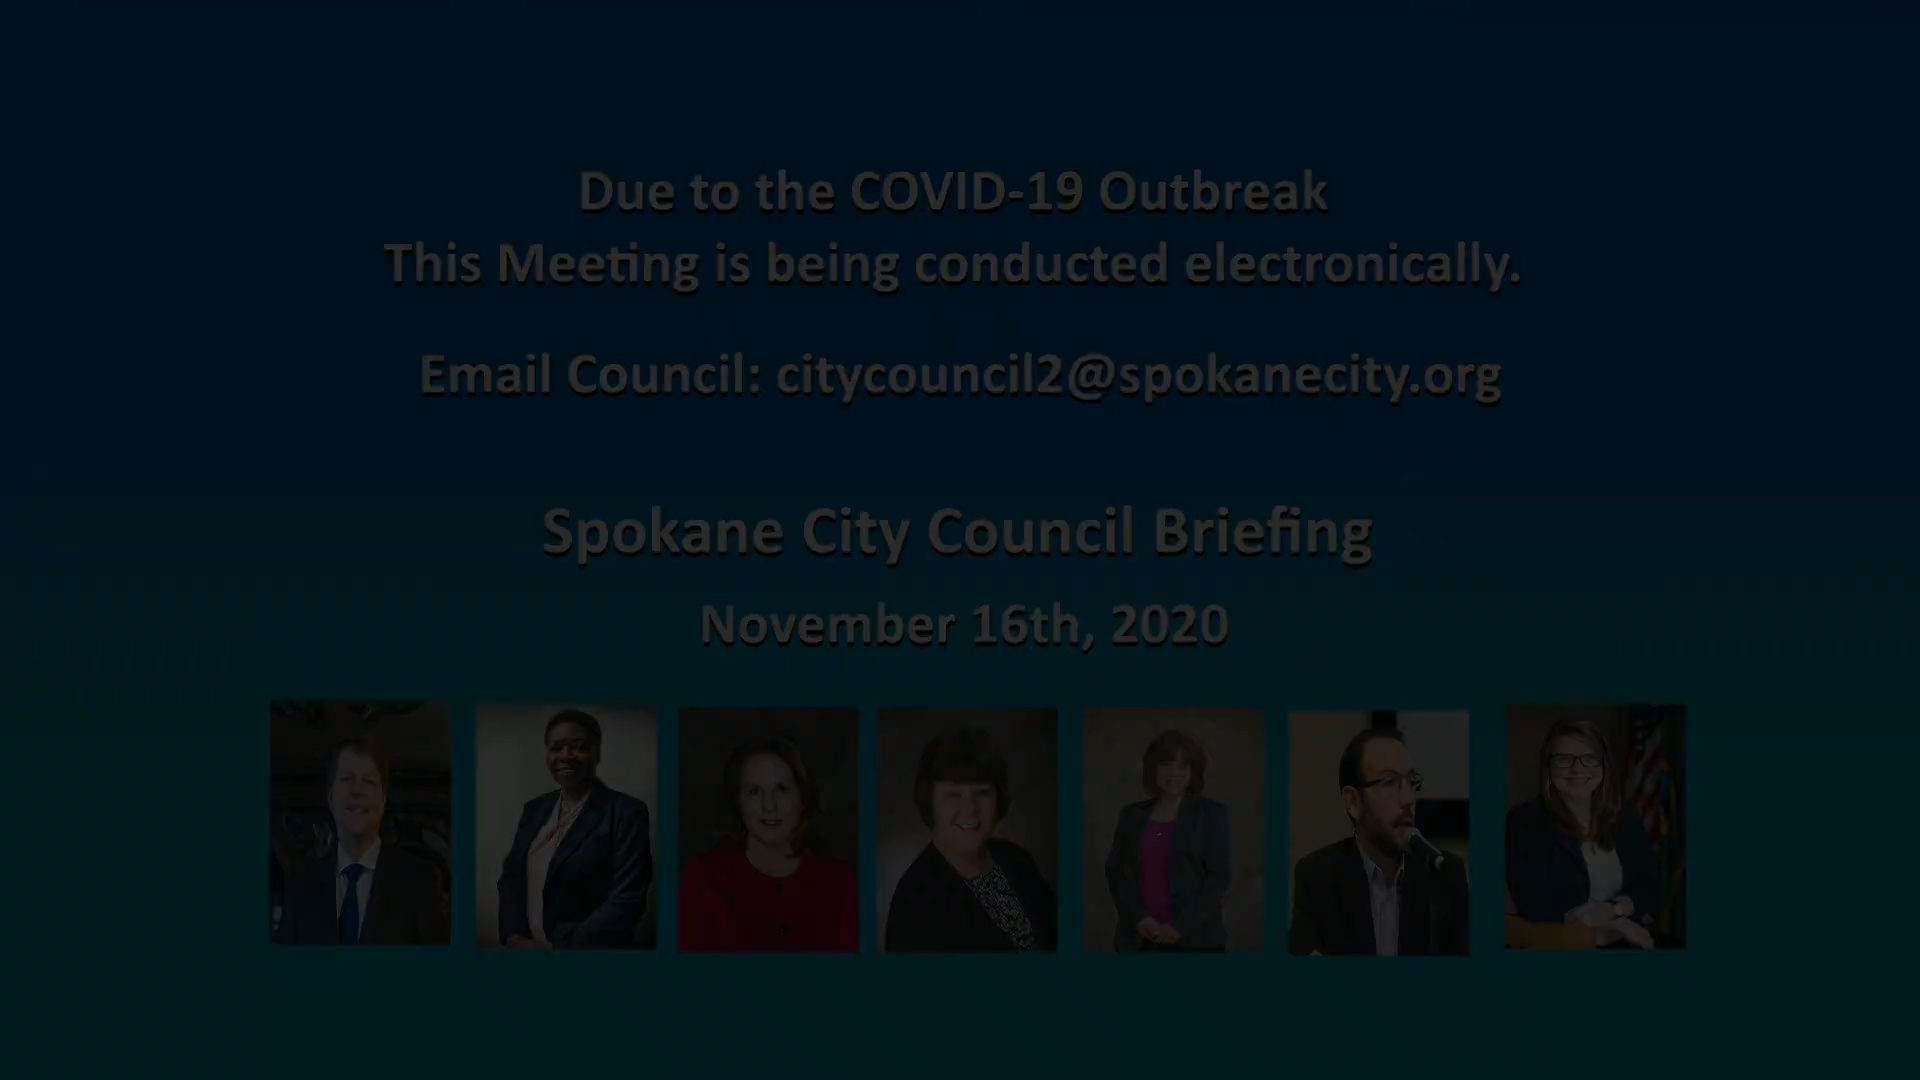 Due to the COVID-19 Outbreak
This Meeting is being conducted electronically.
Email Council: citycouncil2@spokanecity.org
Spokane City Council Briefing
November 16th, 2020